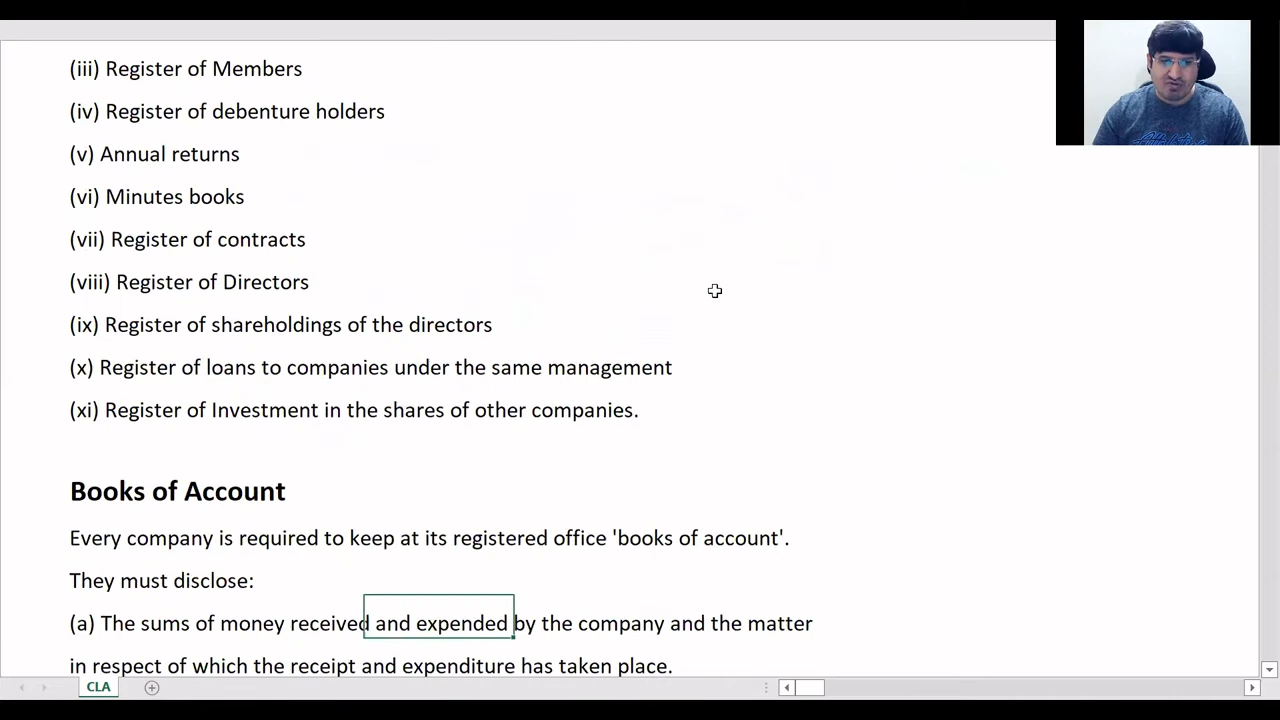 (iii) Register of Members
(iv) Register of debenture holders
(v) Annual returns
(vi) Minutes books
(vii) Register of contracts
(viii) Register of Directors
(ix) Register of shareholdings of the directors
(x) Register of loans to companies under the same management
(xi) Register of Investment in the shares of other companies.
Books of Account
Every company is required to keep at its registered office 'books of account'.
They must disclose:
(a) The sums of money received and expended by the company and the matter
in respect of which the receipt and expenditure has taken place.
CLA